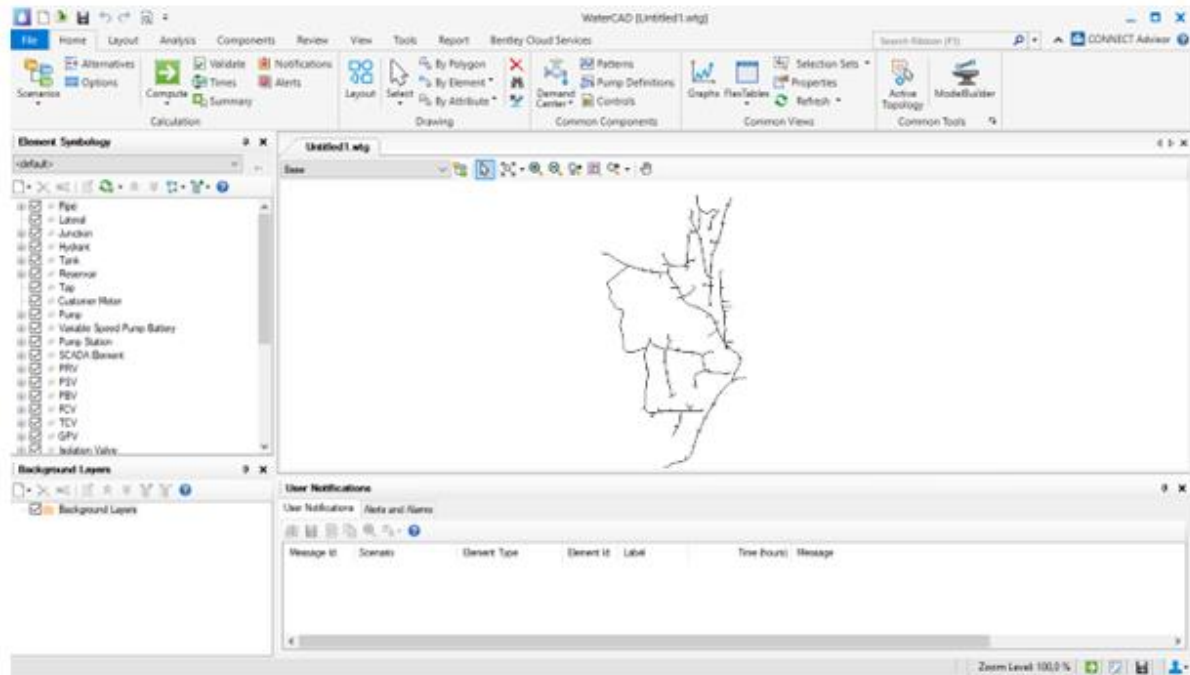 WaterCAD [Untitled1.wtg]
File Home Layout Analysis Components Review View Tools Report Bentley Cloud Services
Search Ribbon (F3)
CONNECT Advisor
Scenarios
Alternatives
Options
Compute
Validate
Times
Summary
Notifications
Alerts
Calculation
Layout
Select
By Polygon
By Element
By Attribute
Drawing
Demand Center
Patterns
Pump Definitions
Controls
Common Components
Graphs
FlexTables
Selection Sets
Properties
Refresh
Common Views
Active Topology
ModelBuilder
Common Tools
Element Symbology
<default>
Pipe
Lateral
Junction
Hydrant
Tank
Reservoir
Tap
Customer Meter
Pump
Variable Speed Pump Battery
Pump Station
SCADA Element
PRV
PSV
PBV
FCV
TCV
GPV
Isolation Valve
Background Layers
Background Layers
Untitled1.wtg
Base
User Notifications
User Notifications
Alerts and Alarms
Message Id Scenario Element Type Element Id Label Time (hours) Message
Zoom Level: 100,0 %